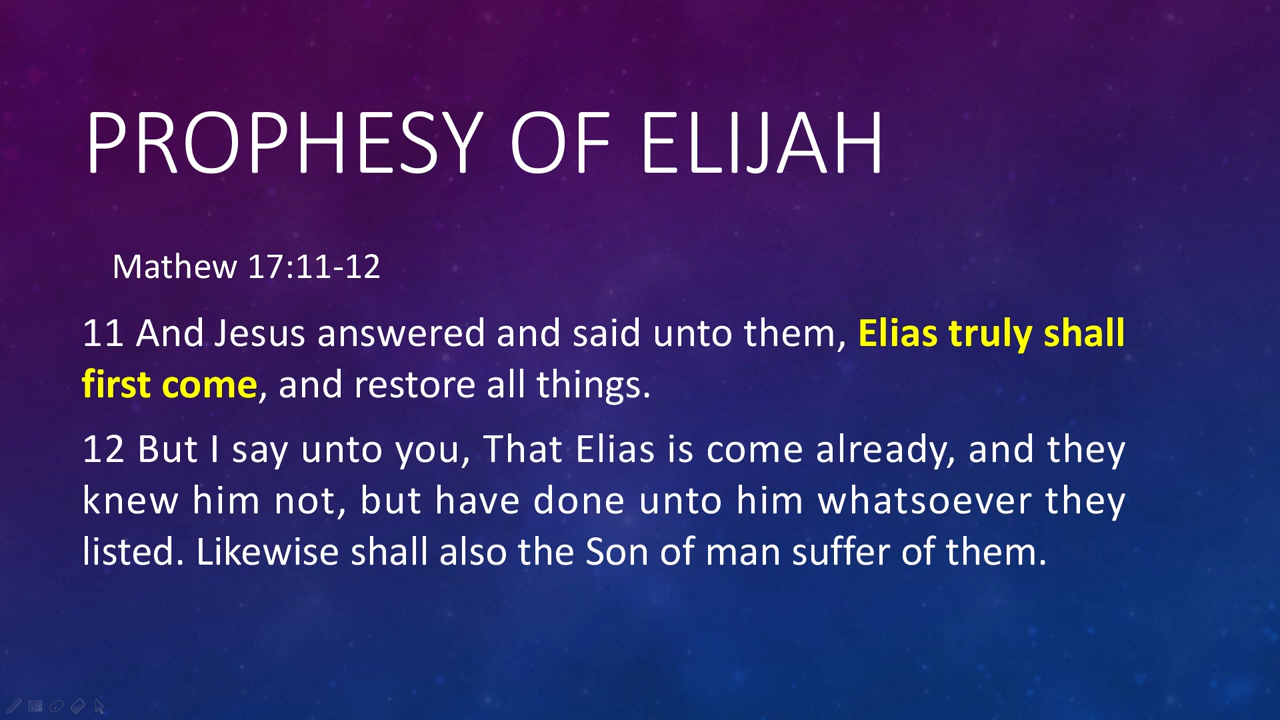 PROPHESY OF ELIJAH
Mathew 17:11-12
11 And Jesus answered and said unto them, Elias truly shall
first come, and restore all things.
12 But I say unto you, That Elias is come already, and they
knew him not, but have done unto him whatsoever they
listed. Likewise shall also the Son of man suffer of them.